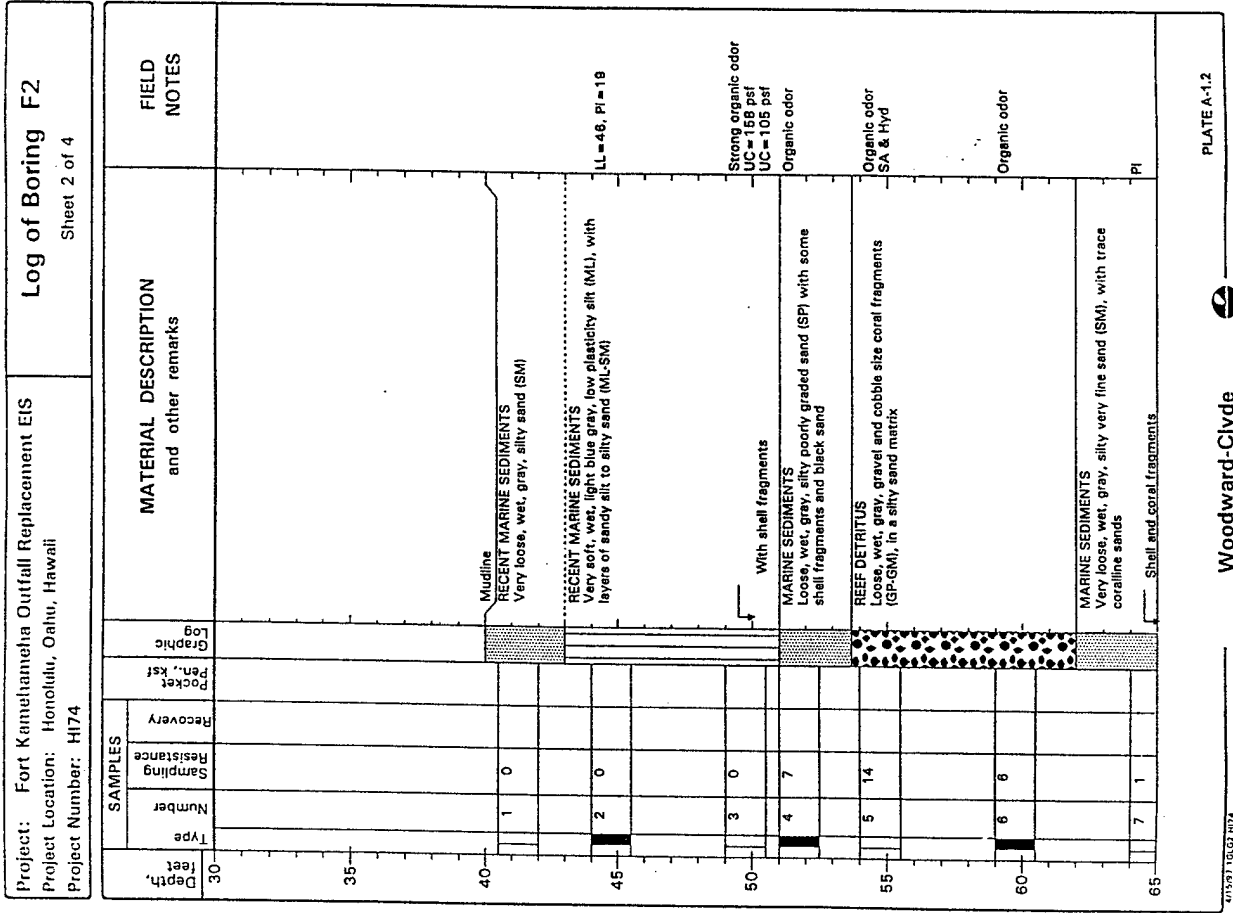 Project: Fort Kamehameha Outfall Replacement EIS
Project Location: Honolulu, Oahu, Hawaii
Project Number: HI74
Log of Boring F2
Sheet 2 of 4
Depth, feet
SAMPLES
Type
Number
Sampling Resistance
Recovery
Pocket Pen., ksf
Graphic Log
MATERIAL DESCRIPTION
and other remarks
FIELD
NOTES
30
35
40
Mudline
RECENT MARINE SEDIMENTS
Very loose, wet, gray, silty sand (SM)
1 0
RECENT MARINE SEDIMENTS
Very soft, wet, light blue gray, low plasticity silt (ML), with
layers of sandy silt to silty sand (ML-SM)
2 0
LL=46, PI=19
45
With shell fragments
3 0
Strong organic odor
UC=158 psf
UC=105 psf
50
MARINE SEDIMENTS
Loose, wet, gray, silty poorly graded sand (SP) with some
shell fragments and black sand
4 7
Organic odor
REEF DETRITUS
Loose, wet, gray, gravel and cobble size coral fragments
(GP-GM), in a silty sand matrix
5 14
Organic odor
SA & Hyd
55
6 6
Organic odor
60
MARINE SEDIMENTS
Very loose, wet, gray, silty very fine sand (SM), with trace
coralline sands
7 1
PI
Shell and coral fragments
65
4/15/97 1GLG2 HI74
Woodward-Clyde
PLATE A-1.2